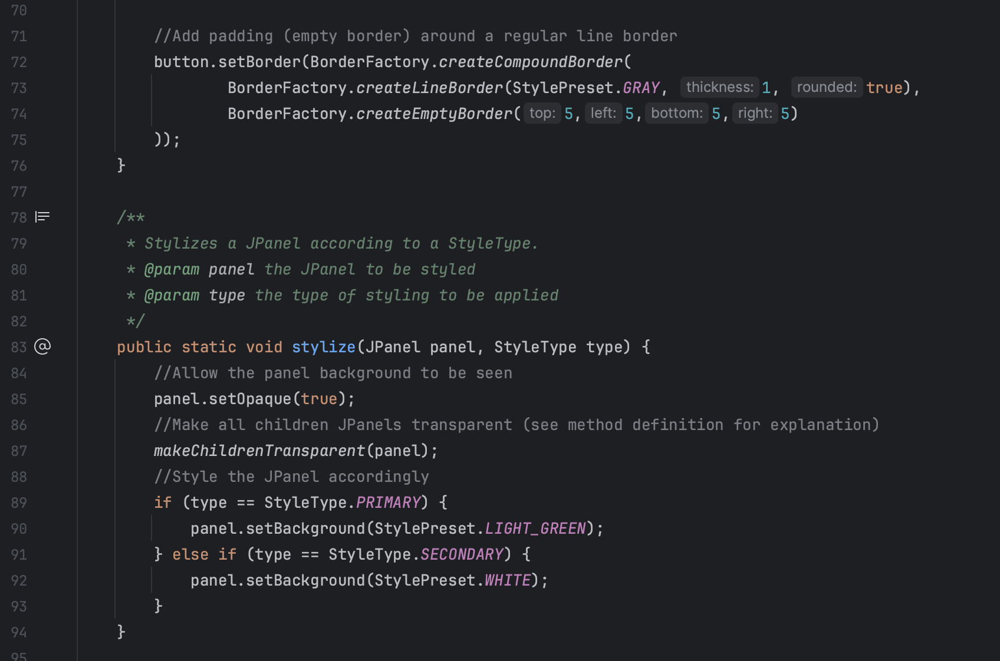 70
71 //Add padding (empty border) around a regular line border
72 button.setBorder(BorderFactory.createCompoundBorder(
73 BorderFactory.createLineBorder(StylePreset.GRAY, thickness: 1, rounded: true),
74 BorderFactory.createEmptyBorder( top: 5, left: 5, bottom: 5, right: 5)
75 ));
76 }
77
78 /**
79 * Stylizes a JPanel according to a StyleType.
80 * @param panel the JPanel to be styled
81 * @param type the type of styling to be applied
82 */
83 @ public static void stylize(JPanel panel, StyleType type) {
84 //Allow the panel background to be seen
85 panel.setOpaque(true);
86 //Make all children JPanels transparent (see method definition for explanation)
87 makeChildrenTransparent(panel);
88 //Style the JPanel accordingly
89 if (type == StyleType.PRIMARY) {
90 panel.setBackground(StylePreset.LIGHT_GREEN);
91 } else if (type == StyleType.SECONDARY) {
92 panel.setBackground(StylePreset.WHITE);
93 }
94 }
95